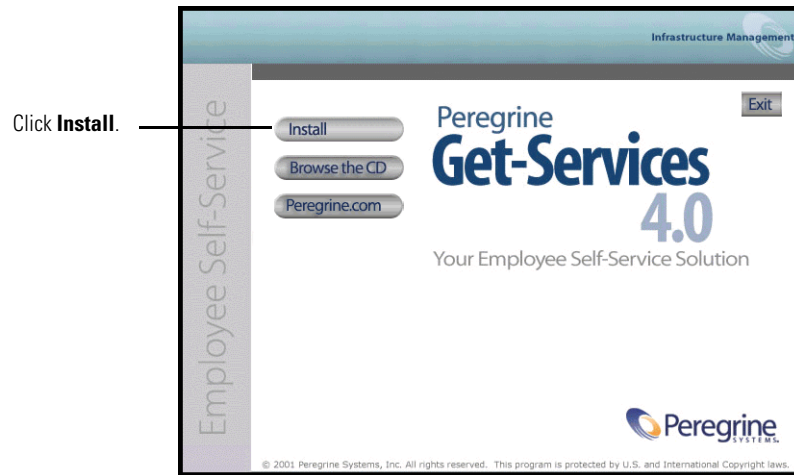 Infrastructure Management
Click Install.
Employee Self-Service
Install
Browse the CD
Peregrine.com
Exit
Peregrine
Get-Services
4.0
Your Employee Self-Service Solution
Peregrine
SYSTEMS
© 2001 Peregrine Systems, Inc. All rights reserved. This program is protected by U.S. and International Copyright laws.